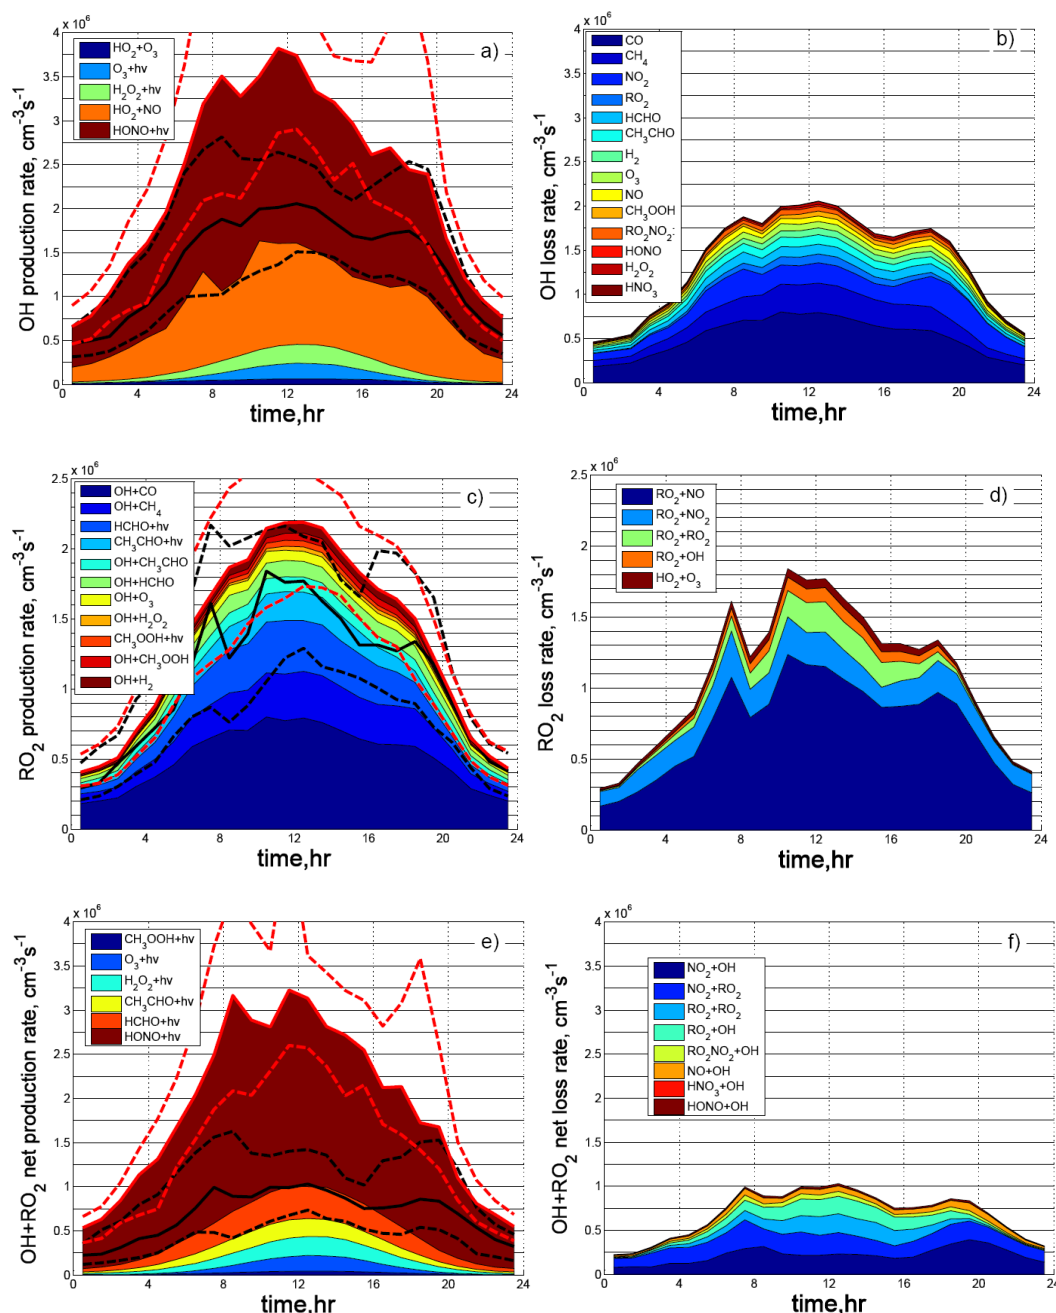 x 10⁶
a)
4
3.5
3
2.5
2
1.5
1
0.5
0
OH production rate, cm⁻³s⁻¹
HO₂+O₃
O₃+hv
H₂O₂+hv
HO₂+NO
HONO+hv
0 4 8 12 16 20 24
time,hr
x 10⁶
b)
4
3.5
3
2.5
2
1.5
1
0.5
0
OH loss rate, cm⁻³s⁻¹
CO
CH₄
NO₂
RO₂
HCHO
CH₃CHO
H₂
O₃
NO
CH₃OOH
RO₂NO₂
HONO
H₂O₂
HNO₃
0 4 8 12 16 20 24
time,hr
x 10⁶
c)
2.5
2
1.5
1
0.5
0
RO₂ production rate, cm⁻³s⁻¹
OH+CO
OH+CH₄
HCHO+hv
CH₃CHO+hv
OH+CH₃CHO
OH+HCHO
OH+O₃
OH+H₂O₂
CH₃OOH+hv
OH+CH₃OOH
OH+H₂
0 4 8 12 16 20 24
time,hr
x 10⁶
d)
2.5
2
1.5
1
0.5
0
RO₂ loss rate, cm⁻³s⁻¹
RO₂+NO
RO₂+NO₂
RO₂+RO₂
RO₂+OH
HO₂+O₃
0 4 8 12 16 20 24
time,hr
x 10⁶
e)
4
3.5
3
2.5
2
1.5
1
0.5
0
OH+RO₂ net production rate, cm⁻³s⁻¹
CH₃OOH+hv
O₃+hv
H₂O₂+hv
CH₃CHO+hv
HCHO+hv
HONO+hv
0 4 8 12 16 20 24
time,hr
x 10⁶
f)
4
3.5
3
2.5
2
1.5
1
0.5
0
OH+RO₂ net loss rate, cm⁻³s⁻¹
NO₂+OH
NO₂+RO₂
RO₂+RO₂
RO₂+OH
RO₂NO₂+OH
NO+OH
HNO₃+OH
HONO+OH
0 4 8 12 16 20 24
time,hr